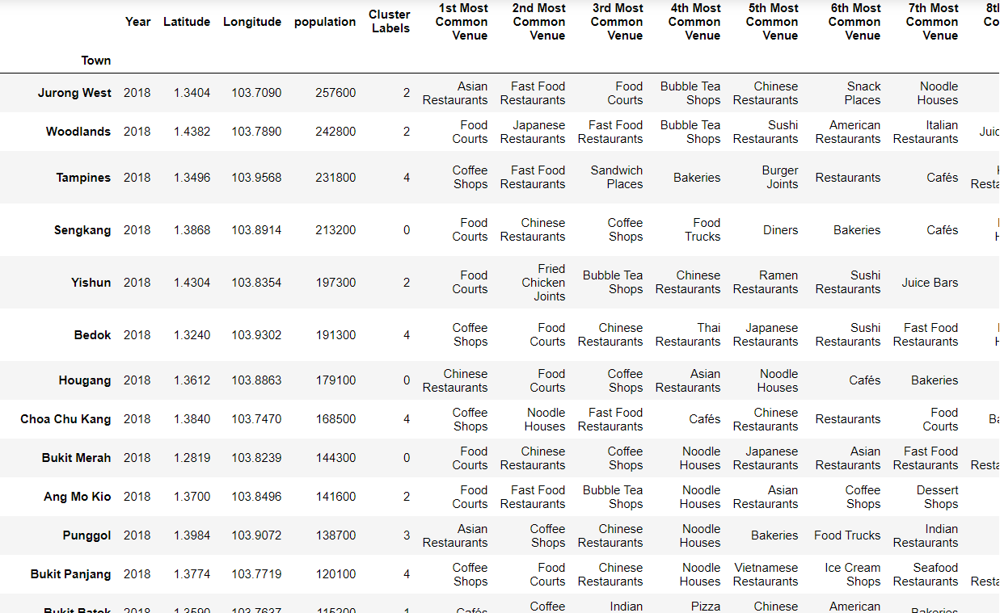 Year Latitude Longitude population Cluster Labels 1st Most Common Venue 2nd Most Common Venue 3rd Most Common Venue 4th Most Common Venue 5th Most Common Venue 6th Most Common Venue 7th Most Common Venue
Town
Jurong West 2018 1.3404 103.7090 257600 2 Asian Restaurants Fast Food Restaurants Food Courts Bubble Tea Shops Chinese Restaurants Snack Places Noodle Houses
Woodlands 2018 1.4382 103.7890 242800 2 Food Courts Japanese Restaurants Fast Food Restaurants Bubble Tea Shops Sushi Restaurants American Restaurants Italian Restaurants
Tampines 2018 1.3496 103.9568 231800 4 Coffee Shops Fast Food Restaurants Sandwich Places Bakeries Burger Joints Restaurants Cafés
Sengkang 2018 1.3868 103.8914 213200 0 Food Courts Chinese Restaurants Coffee Shops Food Trucks Diners Bakeries Cafés
Yishun 2018 1.4304 103.8354 197300 2 Food Courts Fried Chicken Joints Bubble Tea Shops Chinese Restaurants Ramen Restaurants Sushi Restaurants Juice Bars
Bedok 2018 1.3240 103.9302 191300 4 Coffee Shops Food Courts Chinese Restaurants Thai Restaurants Japanese Restaurants Sushi Restaurants Fast Food Restaurants
Hougang 2018 1.3612 103.8863 179100 0 Chinese Restaurants Food Courts Coffee Shops Asian Restaurants Noodle Houses Cafés Bakeries
Choa Chu Kang 2018 1.3840 103.7470 168500 4 Coffee Shops Noodle Houses Fast Food Restaurants Cafés Chinese Restaurants Restaurants Food Courts
Bukit Merah 2018 1.2819 103.8239 144300 0 Food Courts Chinese Restaurants Coffee Shops Noodle Houses Japanese Restaurants Asian Restaurants Fast Food Restaurants
Ang Mo Kio 2018 1.3700 103.8496 141600 2 Food Courts Fast Food Restaurants Bubble Tea Shops Noodle Houses Asian Restaurants Coffee Shops Dessert Shops
Punggol 2018 1.3984 103.9072 138700 3 Asian Restaurants Coffee Shops Chinese Restaurants Noodle Houses Bakeries Food Trucks Indian Restaurants
Bukit Panjang 2018 1.3774 103.7719 120100 4 Coffee Shops Food Courts Chinese Restaurants Noodle Houses Vietnamese Restaurants Ice Cream Shops Seafood Restaurants
Bukit Batok 2018 1.3590 103.7637 115200 1 Cafés Coffee Indian Pizza Chinese American Bakeries